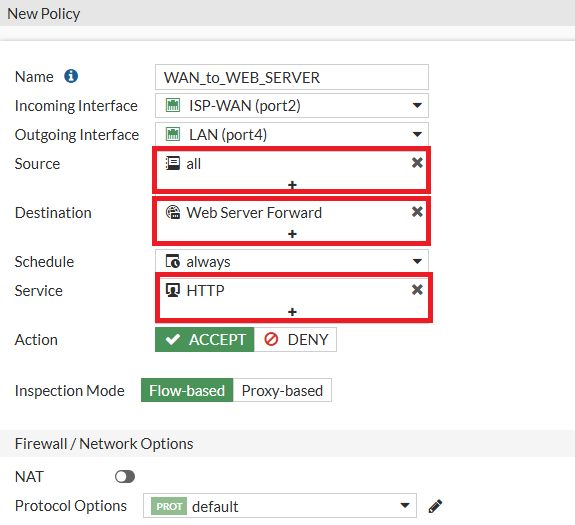 New Policy
Name WAN_to_WEB_SERVER
Incoming Interface ISP-WAN (port2)
Outgoing Interface LAN (port4)
Source all
+
Destination Web Server Forward
+
Schedule always
Service HTTP
+
Action ACCEPT DENY
Inspection Mode Flow-based Proxy-based
Firewall / Network Options
NAT
Protocol Options PROT default